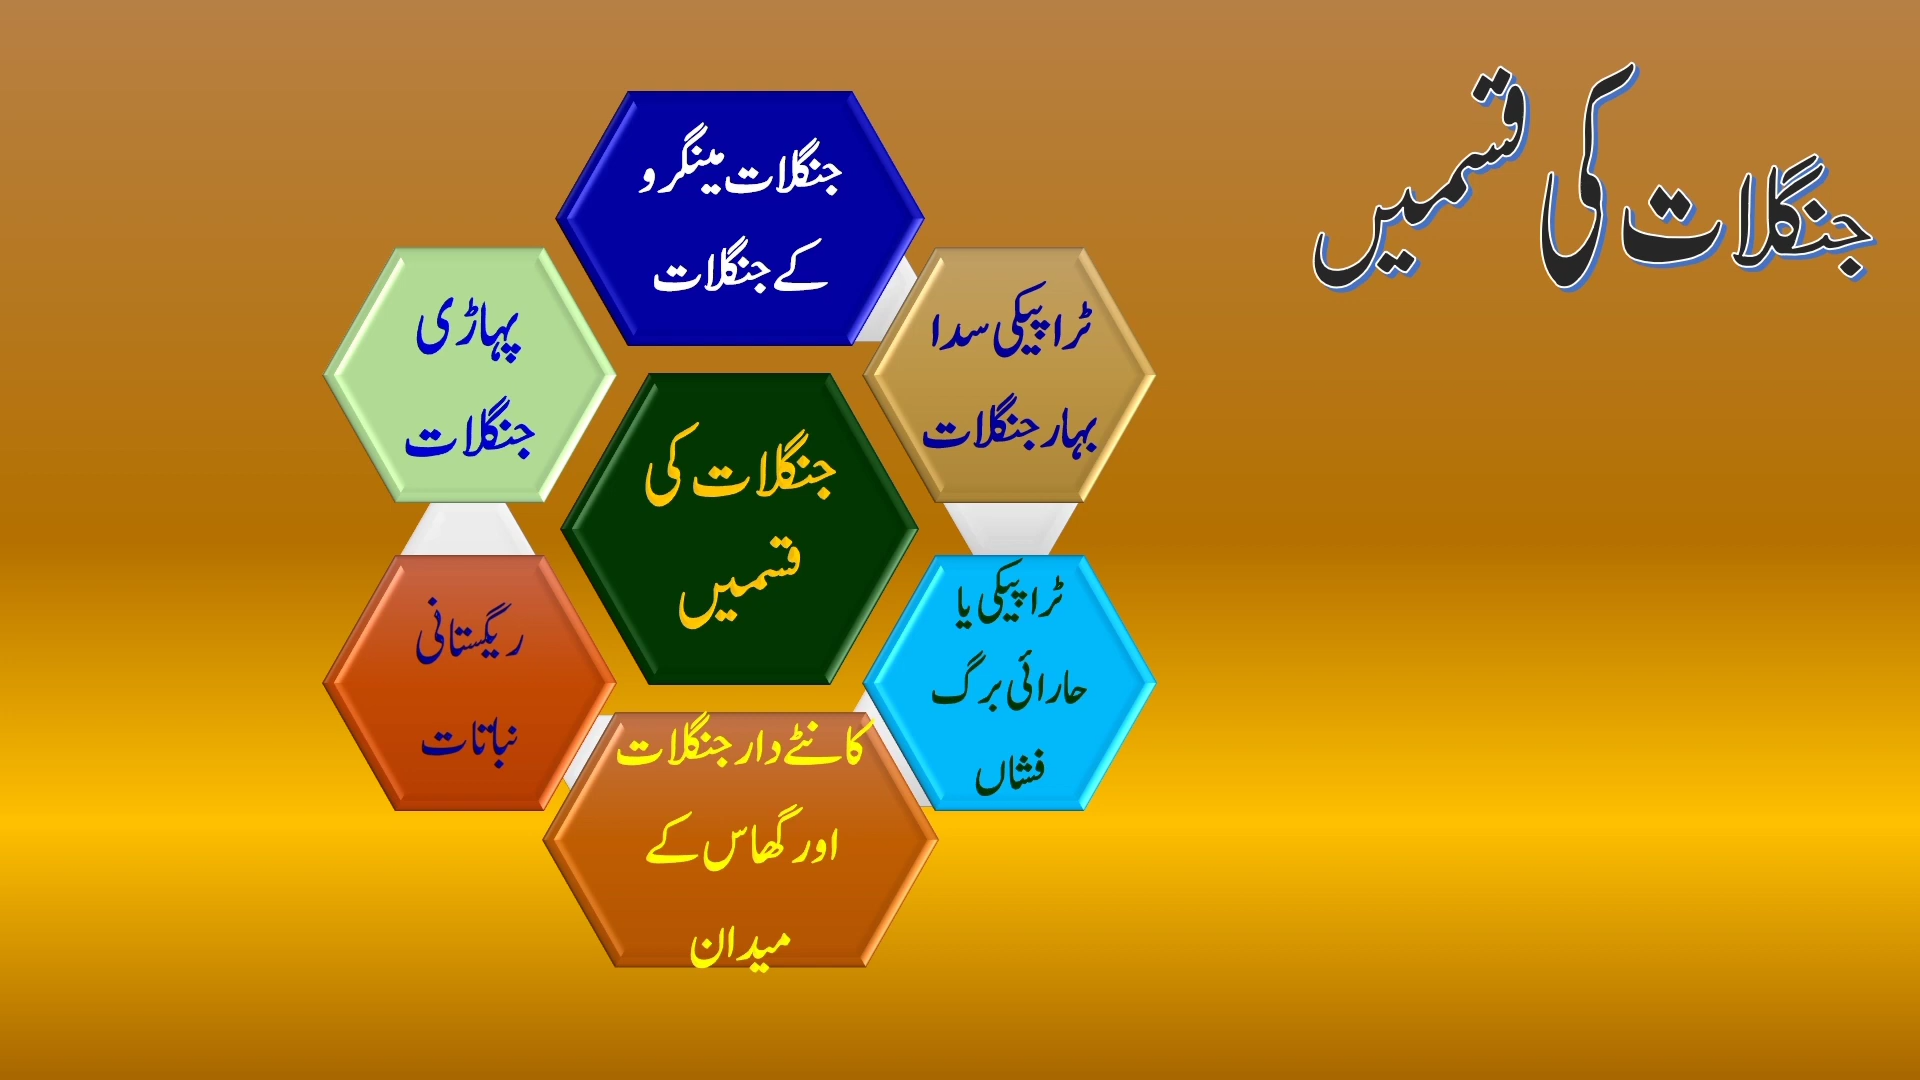 جنگلات کی قسمیں
جنگلات مینگرو
کے جنگلات
ٹراپیکی سدا
بہار جنگلات
ٹراپیکی یا
حارائی برگ
فشاں
کانٹے دار جنگلات
اور گھاس کے
میدان
ریگستانی
نباتات
پہاڑی
جنگلات
جنگلات کی
قسمیں